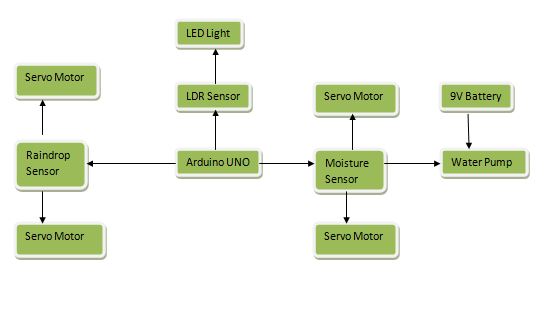 LED Light
Servo Motor
LDR Sensor
Servo Motor
9V Battery
Raindrop
Sensor
Arduino UNO
Moisture
Sensor
Water Pump
Servo Motor
Servo Motor